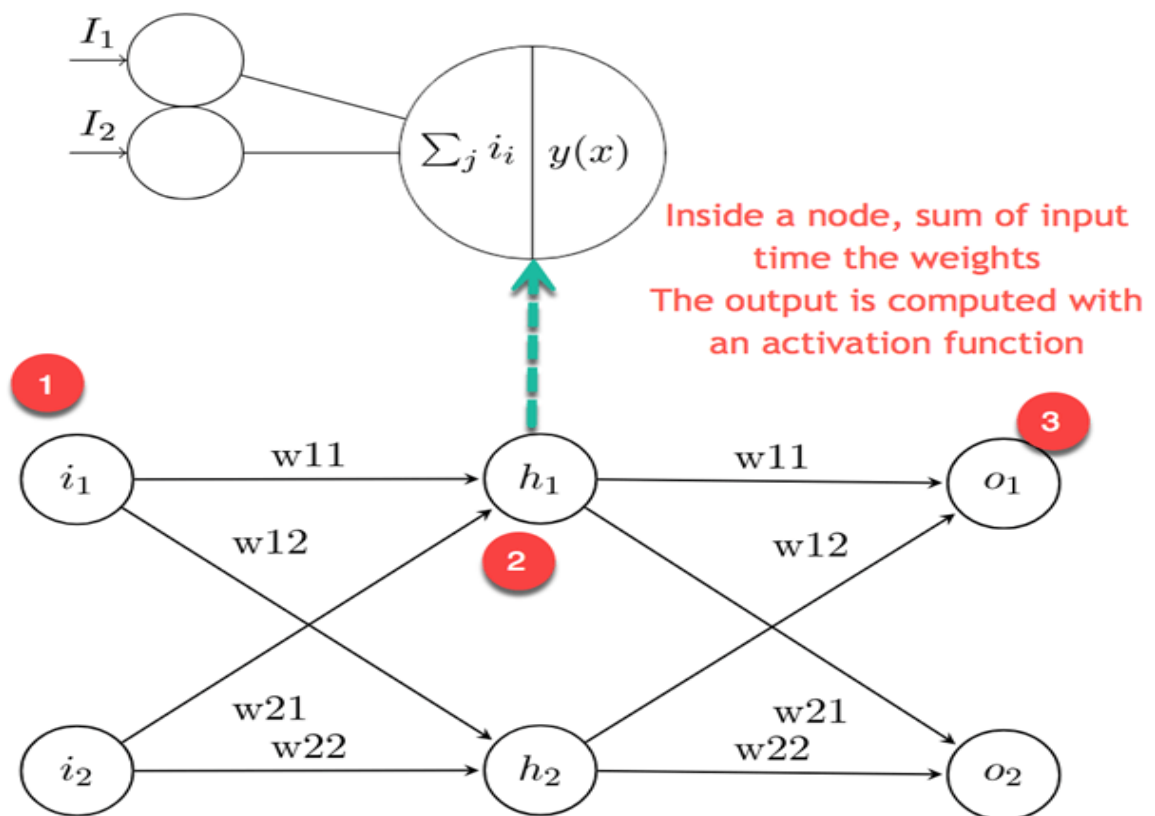 I₁
I₂
∑ⱼ iᵢ y(x)
Inside a node, sum of input
time the weights
The output is computed with
an activation function
1
3
w11 w11
i₁ h₁ o₁
w12 w12
2
w21 w21
w22 w22
i₂ h₂ o₂